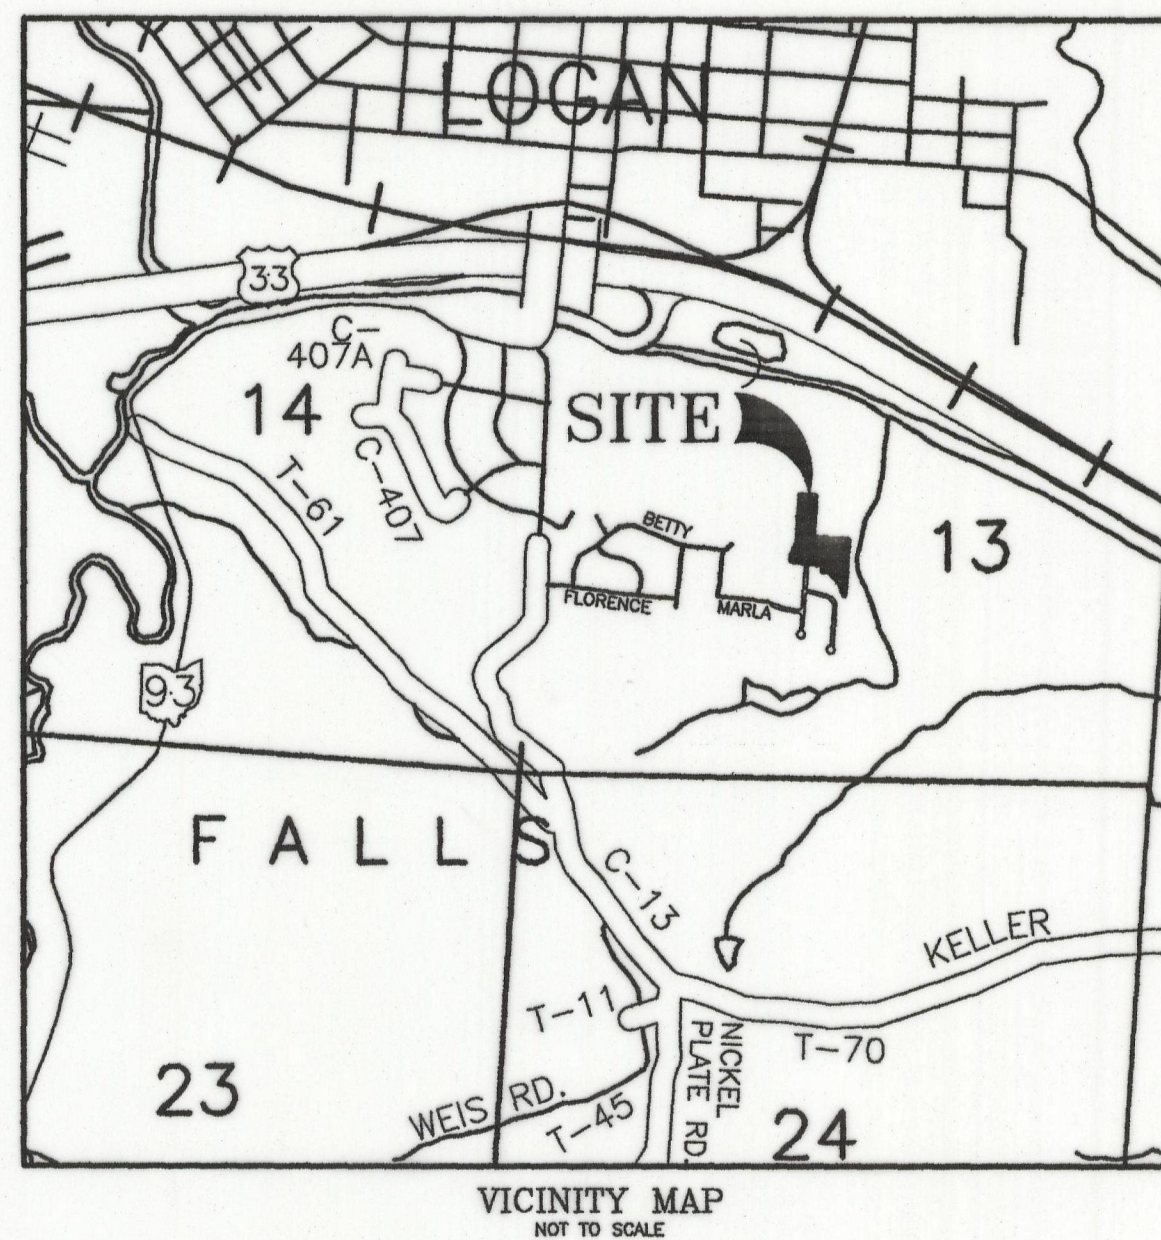 LOGAN
33
C-
407A
14
SITE
T-61
C-407
BETTY
13
FLORENCE
MARLA
93
FALLS
C-13
KELLER
T-11
T-70
NICKEL
PLATE RD.
23
WEIS RD.
T-45
24
VICINITY MAP
NOT TO SCALE